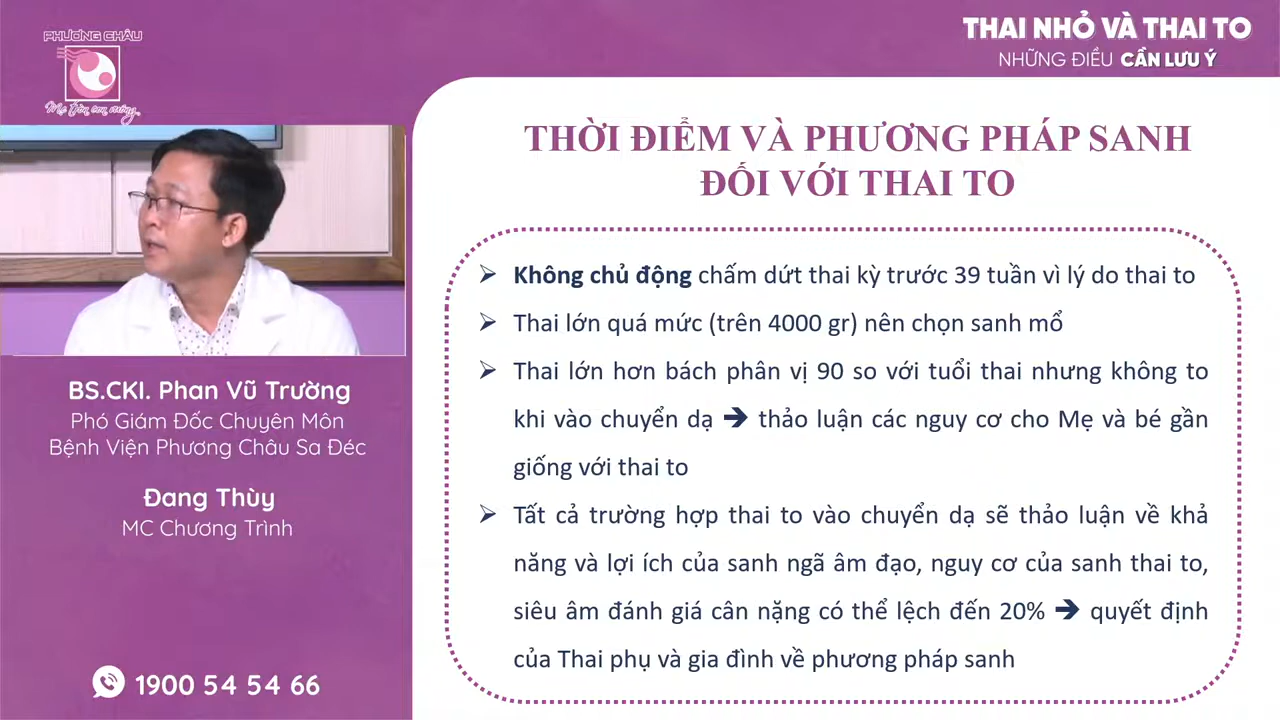 PHƯƠNG CHÂU
Mẹ tròn con vuông
THAI NHỎ VÀ THAI TO
NHỮNG ĐIỀU CẦN LƯU Ý
THỜI ĐIỂM VÀ PHƯƠNG PHÁP SANH
ĐỐI VỚI THAI TO
Không chủ động chấm dứt thai kỳ trước 39 tuần vì lý do thai to
Thai lớn quá mức (trên 4000 gr) nên chọn sanh mổ
Thai lớn hơn bách phân vị 90 so với tuổi thai nhưng không to
khi vào chuyển dạ ➔ thảo luận các nguy cơ cho Mẹ và bé gần
giống với thai to
Tất cả trường hợp thai to vào chuyển dạ sẽ thảo luận về khả
năng và lợi ích của sanh ngã âm đạo, nguy cơ của sanh thai to,
siêu âm đánh giá cân nặng có thể lệch đến 20% ➔ quyết định
của Thai phụ và gia đình về phương pháp sanh
BS.CKI. Phan Vũ Trường
Phó Giám Đốc Chuyên Môn
Bệnh Viện Phương Châu Sa Đéc
Đang Thùy
MC Chương Trình
1900 54 54 66